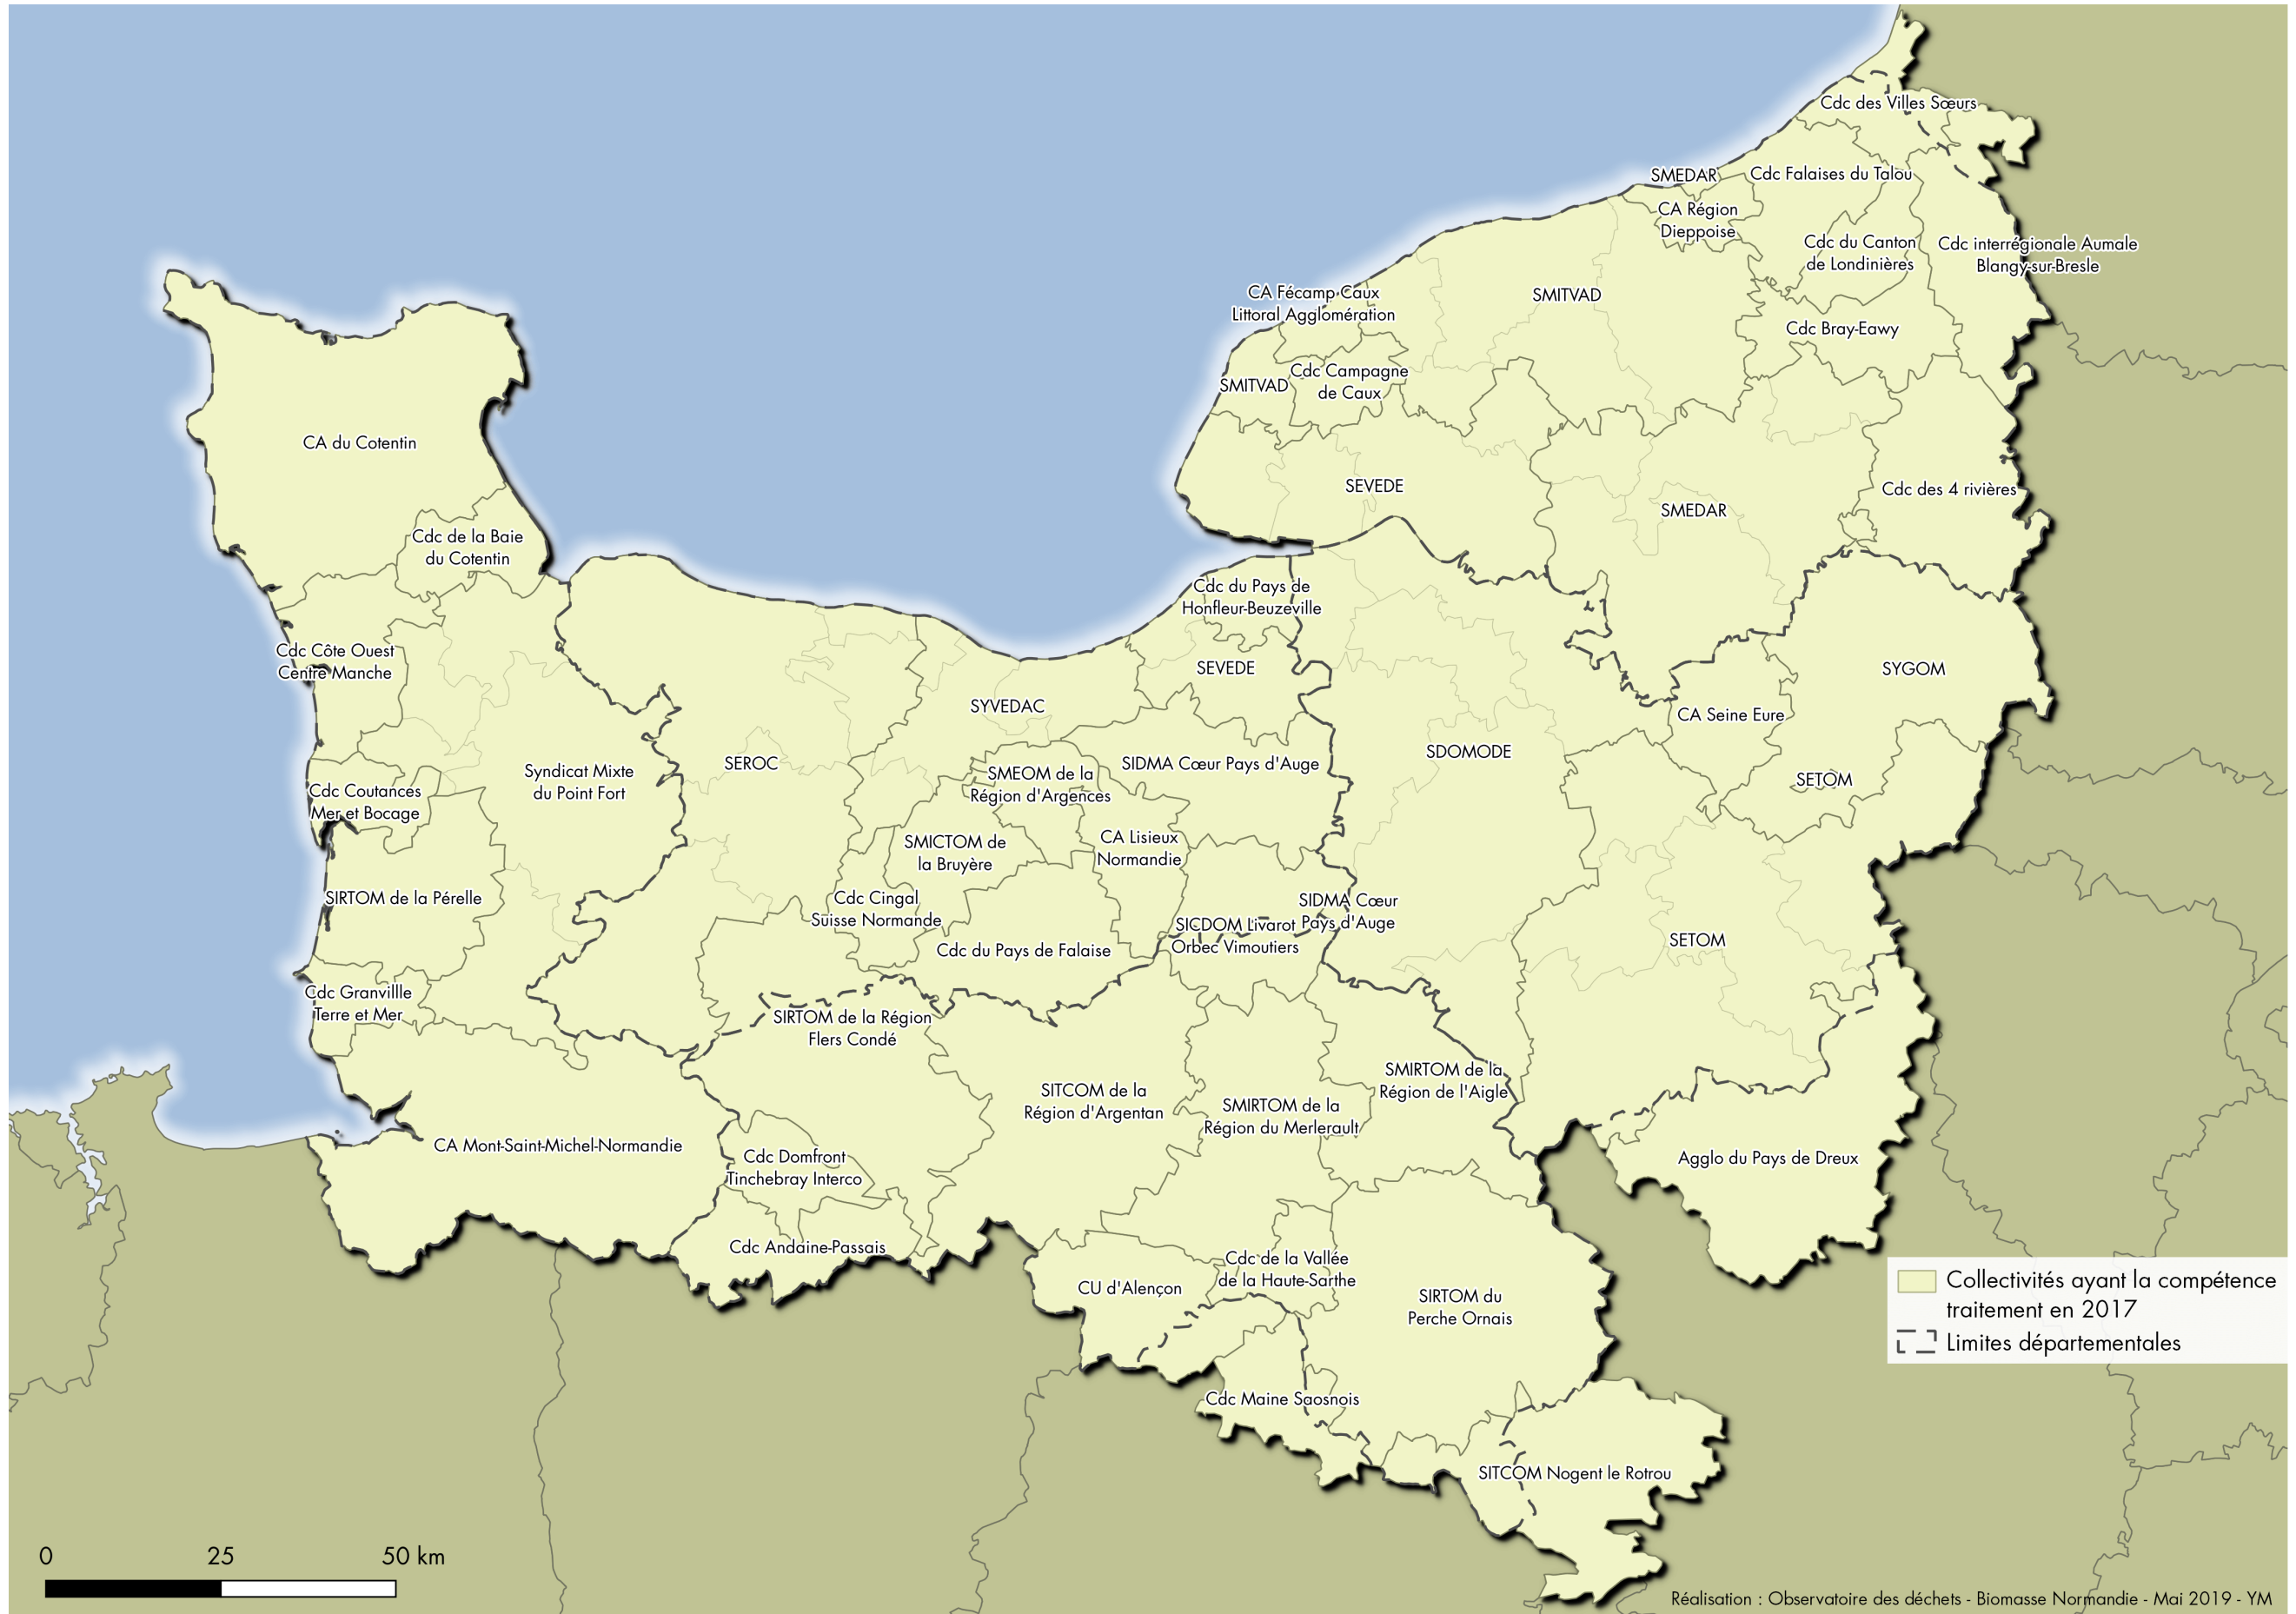 Cdc des Villes Sœurs
SMEDAR
Cdc Falaises du Talou
CA Région
Dieppoise
Cdc du Canton
de Londinières
Cdc interrégionale Aumale
Blangy-sur-Bresle
CA Fécamp Caux
Littoral Agglomération
SMITVAD
Cdc Bray-Eawy
SMITVAD
Cdc Campagne
de Caux
CA du Cotentin
SEVEDE
Cdc des 4 rivières
SMEDAR
Cdc de la Baie
du Cotentin
Cdc du Pays de
Honfleur-Beuzeville
Cdc Côte Ouest
Centre Manche
SEVEDE
SYGOM
SYVEDAC
CA Seine Eure
SDOMODE
SEROC
SIDMA Cœur Pays d'Auge
Syndicat Mixte
du Point Fort
SMEOM de la
Région d'Argences
SETOM
Cdc Coutances
Mer et Bocage
SMICTOM de
la Bruyère
CA Lisieux
Normandie
SIRTOM de la Pérelle
Cdc Cingal
Suisse Normande
SIDMA Cœur
Pays d'Auge
SICDOM Livarot
Orbec Vimoutiers
Cdc du Pays de Falaise
SETOM
Cdc Granvillle
Terre et Mer
SIRTOM de la Région
Flers Condé
SITCOM de la
Région d'Argentan
SMIRTOM de la
Région du Merlerault
SMIRTOM de la
Région de l'Aigle
CA Mont-Saint-Michel-Normandie
Cdc Domfront
Tinchebray Interco
Agglo du Pays de Dreux
Cdc Andaine-Passais
CU d'Alençon
Cdc de la Vallée
de la Haute-Sarthe
SIRTOM du
Perche Ornais
Cdc Maine Saosnois
SITCOM Nogent le Rotrou
Collectivités ayant la compétence
traitement en 2017
Limites départementales
0 25 50 km
Réalisation : Observatoire des déchets - Biomasse Normandie - Mai 2019 - YM